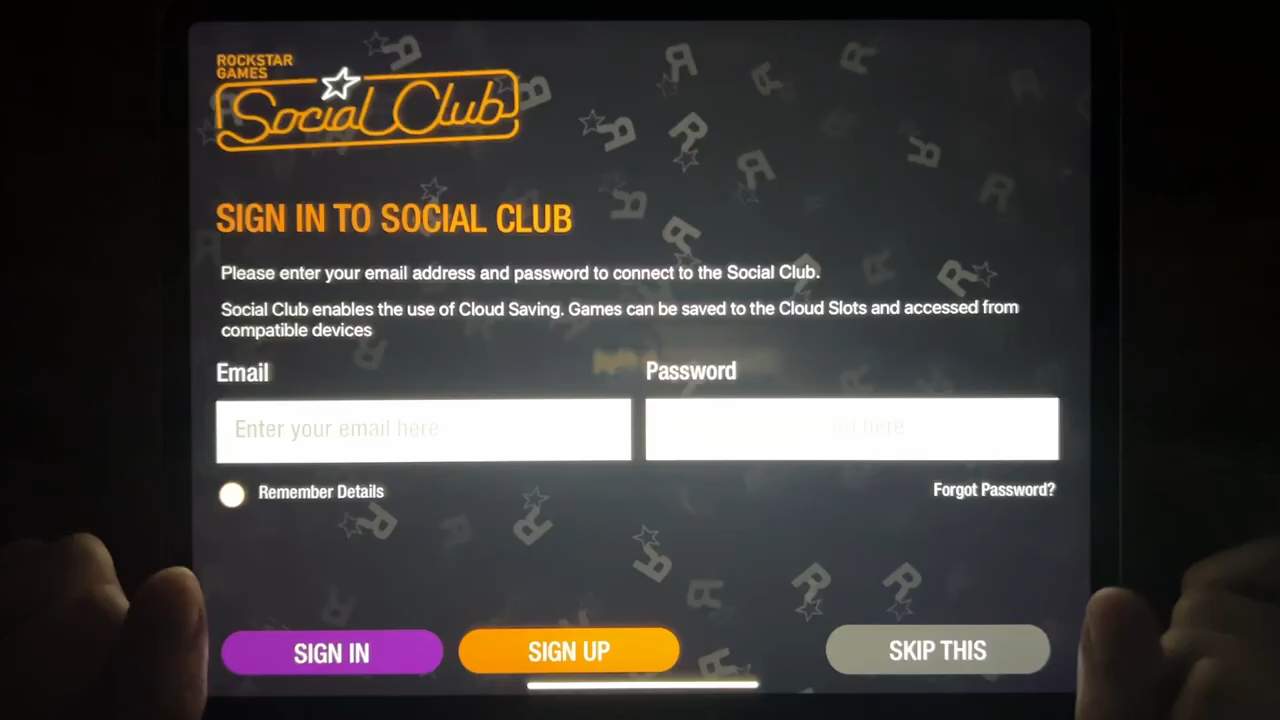 ROCKSTAR
GAMES
Social Club
SIGN IN TO SOCIAL CLUB
Please enter your email address and password to connect to the Social Club.
Social Club enables the use of Cloud Saving. Games can be saved to the Cloud Slots and accessed from
compatible devices
Email
Password
Enter your email here
here
Remember Details
Forgot Password?
SIGN IN
SIGN UP
SKIP THIS